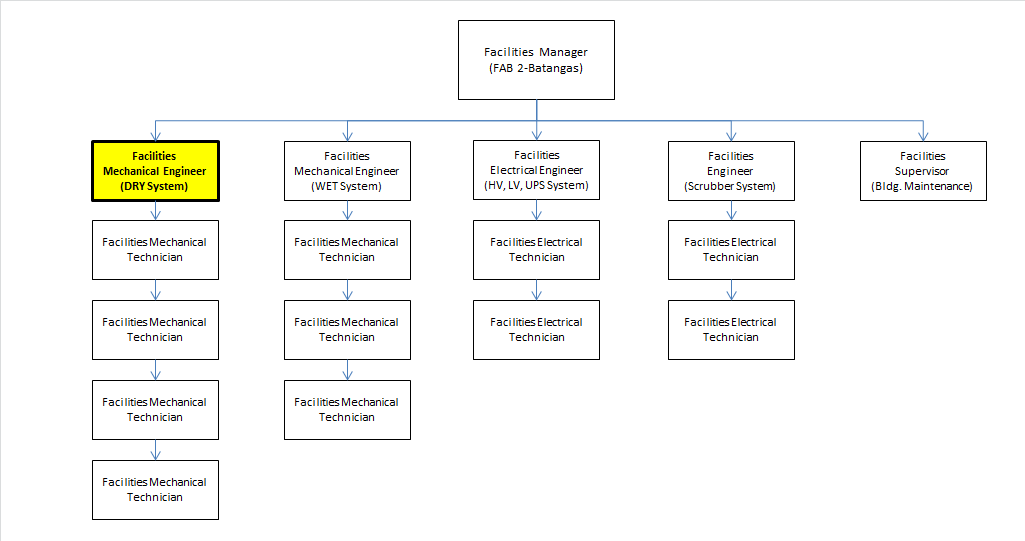 Facilities Manager
(FAB 2-Batangas)
Facilities
Mechanical Engineer
(DRY System)
Facilities
Mechanical Engineer
(WET System)
Facilities
Electrical Engineer
(HV, LV, UPS System)
Facilities
Engineer
(Scrubber System)
Facilities
Supervisor
(Bldg. Maintenance)
Facilities Mechanical
Technician
Facilities Mechanical
Technician
Facilities Electrical
Technician
Facilities Electrical
Technician
Facilities Mechanical
Technician
Facilities Mechanical
Technician
Facilities Electrical
Technician
Facilities Electrical
Technician
Facilities Mechanical
Technician
Facilities Mechanical
Technician
Facilities Mechanical
Technician